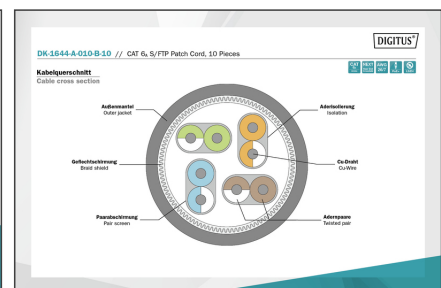 DIGITUS®
DK-1644-A-010-B-10 // CAT 6A S/FTP Patch Cord, 10 Pieces
Kabelquerschnitt
Cable cross section
Außenmantel
Outer jacket
Aderisolierung
Isolation
Geflechtschirmung
Braid shield
Cu-Draht
Cu-Wire
Paarabschirmung
Pair screen
Adernpaare
Twisted pair